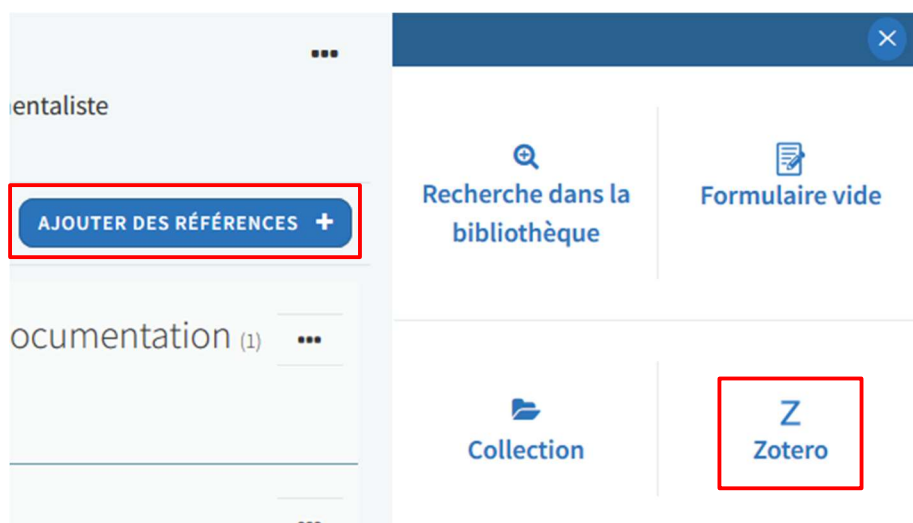 •••
entaliste
AJOUTER DES RÉFÉRENCES +
ocumentation (1) •••
Recherche dans la
bibliothèque
Formulaire vide
Collection
Z
Zotero